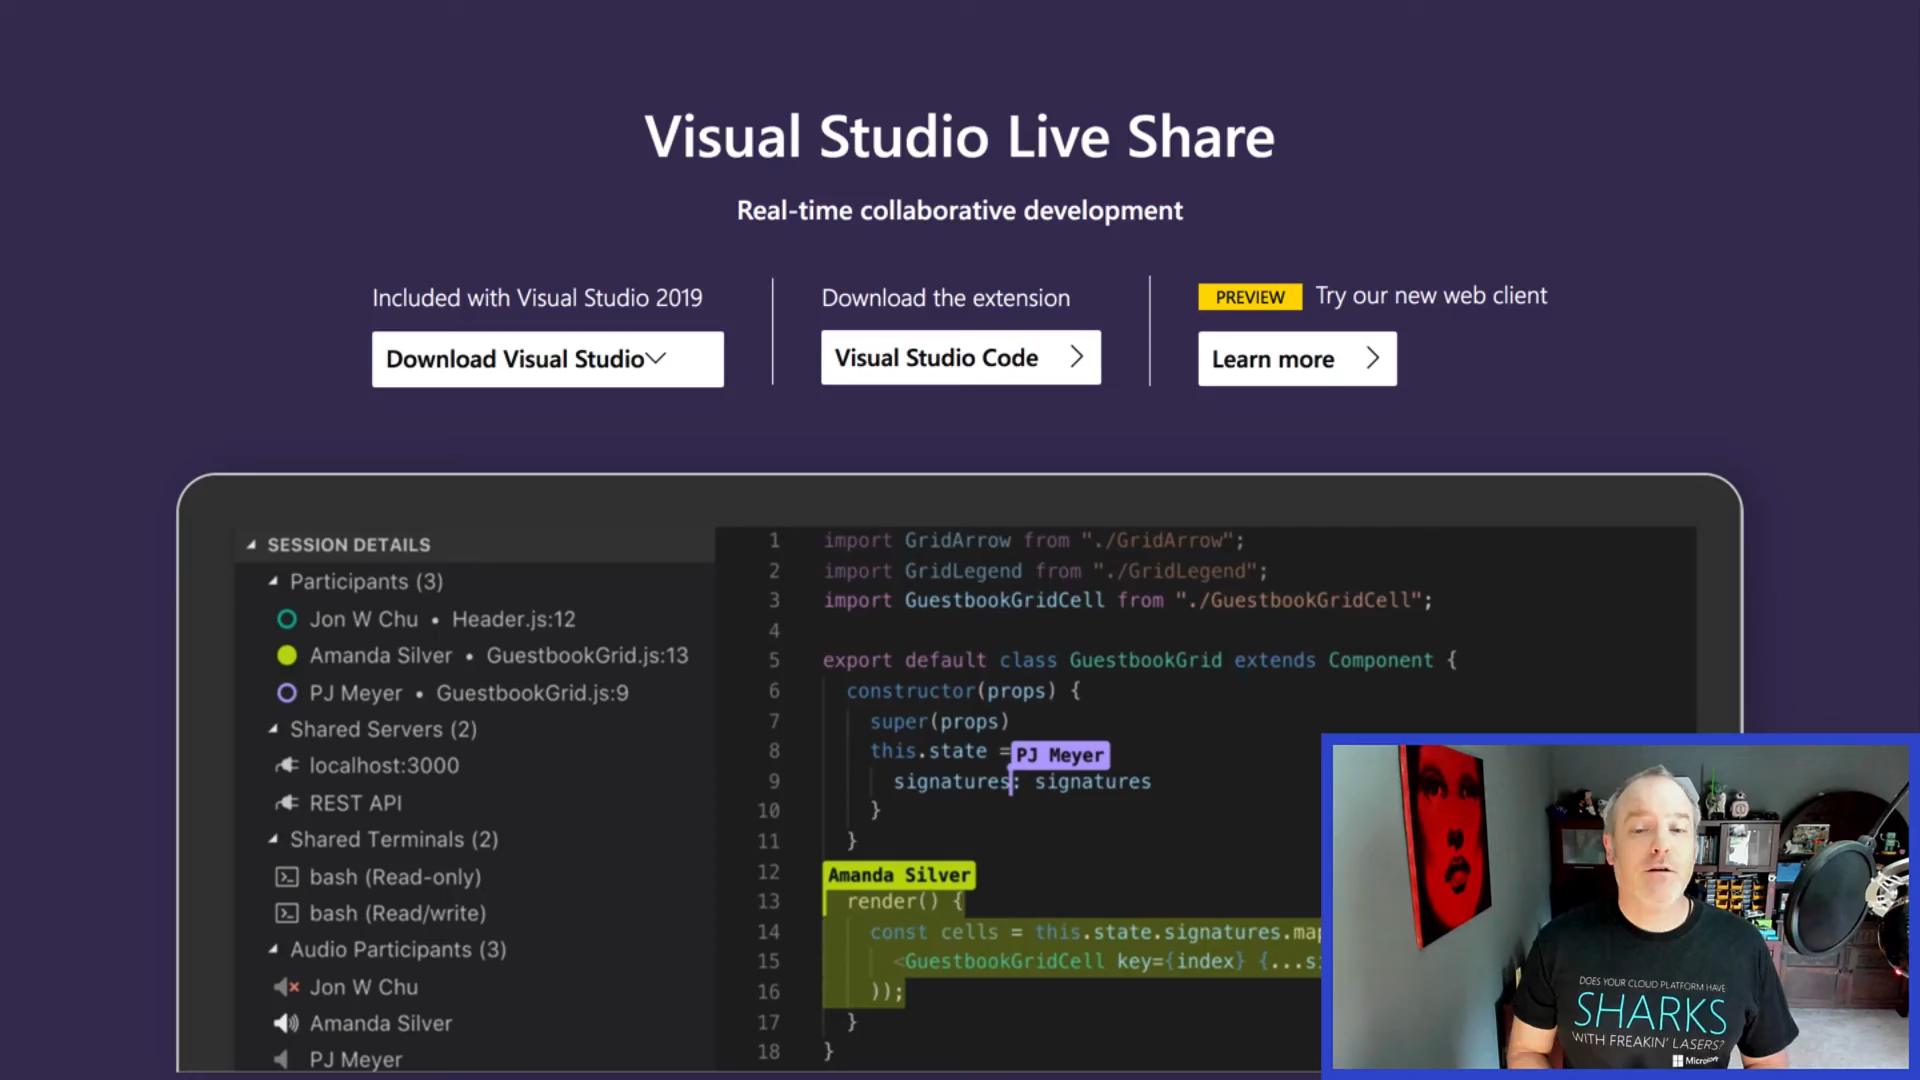 Visual Studio Live Share
Real-time collaborative development
Included with Visual Studio 2019
Download Visual Studio
Download the extension
Visual Studio Code
PREVIEW Try our new web client
Learn more
SESSION DETAILS
Participants (3)
Jon W Chu • Header.js:12
Amanda Silver • GuestbookGrid.js:13
PJ Meyer • GuestbookGrid.js:9
Shared Servers (2)
localhost:3000
REST API
Shared Terminals (2)
bash (Read-only)
bash (Read/write)
Audio Participants (3)
Jon W Chu
Amanda Silver
PJ Meyer
1 import GridArrow from "./GridArrow";
2 import GridLegend from "./GridLegend";
3 import GuestbookGridCell from "./GuestbookGridCell";
4
5 export default class GuestbookGrid extends Component {
6 constructor(props) {
7 super(props)
8 this.state =
PJ Meyer
9 signatures: signatures
10 }
11 }
12
Amanda Silver
13 render() {
14 const cells = this.state.signatures.map
15 <GuestbookGridCell key={index} {...s
16 ));
17 }
18 }
DOES YOUR CLOUD PLATFORM HAVE
SHARKS
WITH FREAKIN' LASERS?
Microsoft